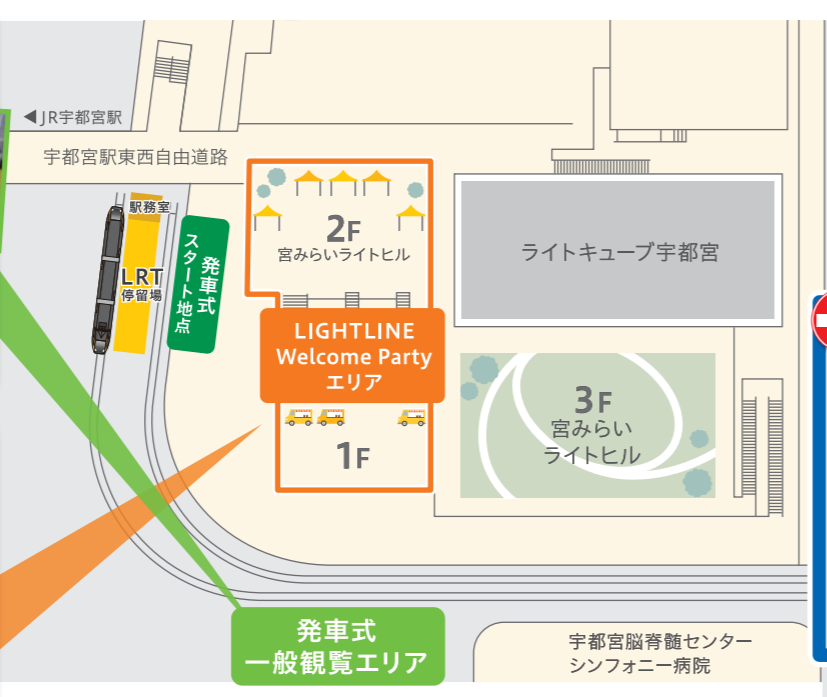 ◀JR宇都宮駅
宇都宮駅東西自由道路
駅務室
LRT
停留場
発車式
スタート地点
2F
宮みらいライトヒル
ライトキューブ宇都宮
LIGHTLINE
Welcome Party
エリア
1F
3F
宮みらい
ライトヒル
発車式
一般観覧エリア
宇都宮脳脊髄センター
シンフォニー病院